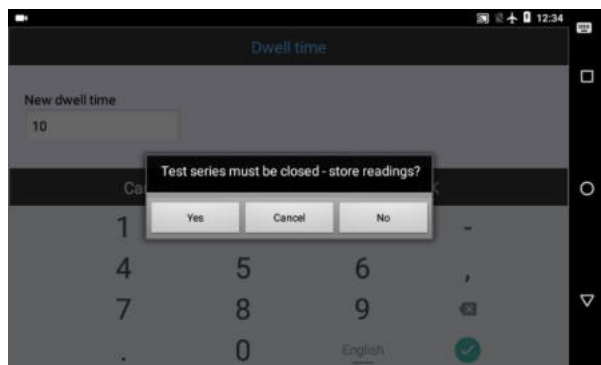 12:34
Dwell time
New dwell time
10
Test series must be closed - store readings?
Yes Cancel No
Ca K
1 -
4 5 6 ,
7 8 9
. 0 English